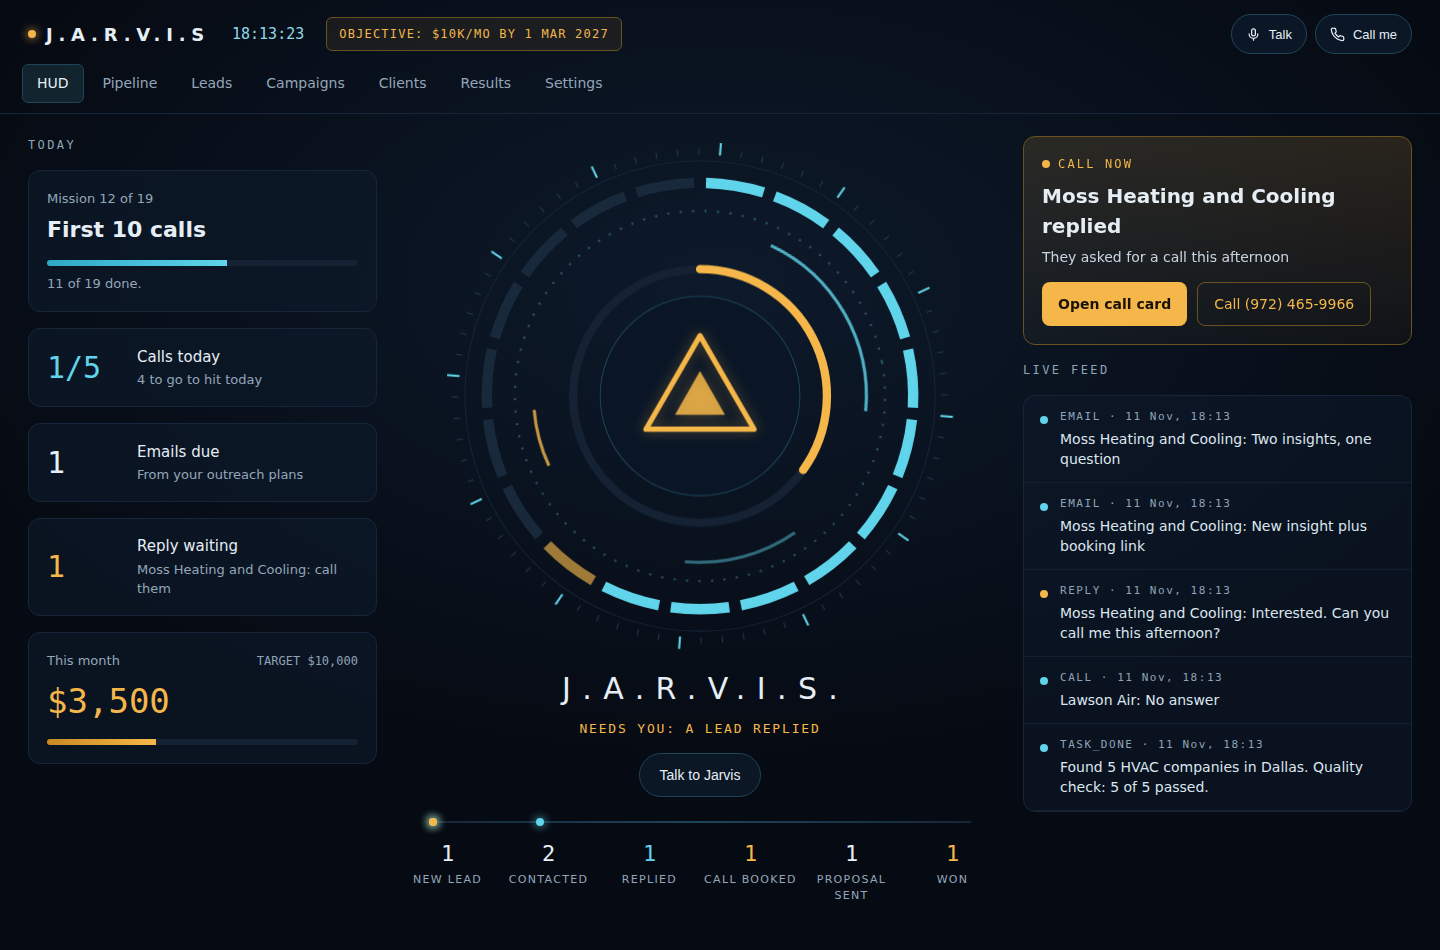 J.A.R.V.I.S
18:13:23
OBJECTIVE: $10K/MO BY 1 MAR 2027
Talk
Call me
HUD
Pipeline
Leads
Campaigns
Clients
Results
Settings
TODAY
Mission 12 of 19
First 10 calls
11 of 19 done.
1/5
Calls today
4 to go to hit today
1
Emails due
From your outreach plans
1
Reply waiting
Moss Heating and Cooling: call
them
This month
TARGET $10,000
$3,500
J.A.R.V.I.S.
NEEDS YOU: A LEAD REPLIED
Talk to Jarvis
1
NEW LEAD
2
CONTACTED
1
REPLIED
1
CALL BOOKED
1
PROPOSAL
SENT
1
WON
CALL NOW
Moss Heating and Cooling
replied
They asked for a call this afternoon
Open call card
Call (972) 465-9966
LIVE FEED
EMAIL · 11 Nov, 18:13
Moss Heating and Cooling: Two insights, one
question
EMAIL · 11 Nov, 18:13
Moss Heating and Cooling: New insight plus
booking link
REPLY · 11 Nov, 18:13
Moss Heating and Cooling: Interested. Can you
call me this afternoon?
CALL · 11 Nov, 18:13
Lawson Air: No answer
TASK_DONE · 11 Nov, 18:13
Found 5 HVAC companies in Dallas. Quality
check: 5 of 5 passed.